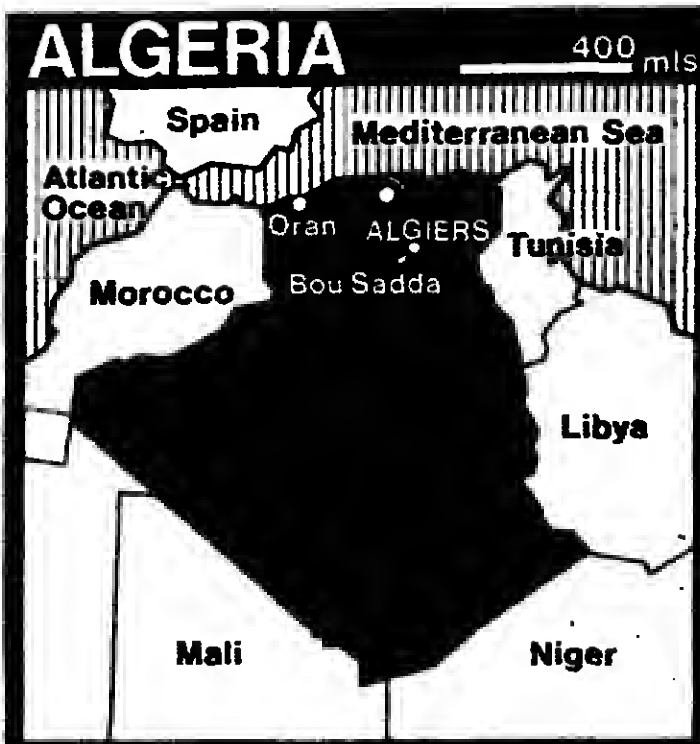 ALGERIA
400 mls
Spain
Mediterranean Sea
Atlantic
Ocean
Oran
ALGIERS
Tunisia
Morocco
Bou Sadda
Libya
Mali
Niger